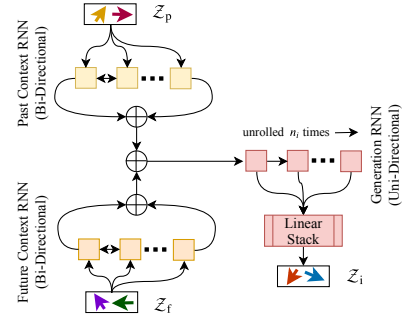 Past Context RNN
(Bi-Directional)
𝒵p
unrolled nᵢ times
Generation RNN
(Uni-Directional)
Linear
Stack
Future Context RNN
(Bi-Directional)
𝒵f
𝒵i